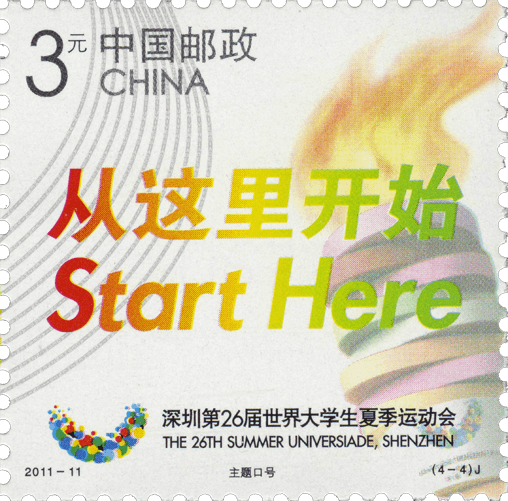 3元 中国邮政
CHINA
从这里开始
Start Here
深圳第26届世界大学生夏季运动会
THE 26TH SUMMER UNIVERSIADE, SHENZHEN
2011-11 主题口号 (4-4)J